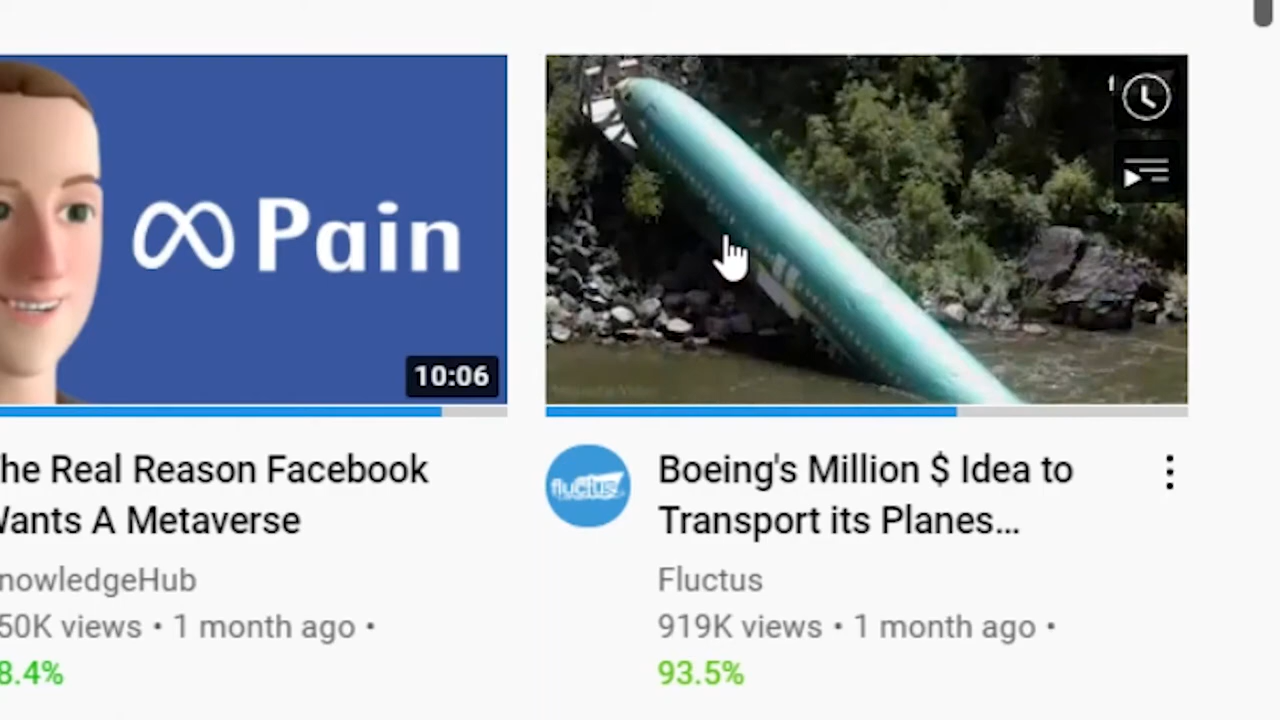 Pain
10:06
he Real Reason Facebook
Wants A Metaverse
nowledgeHub
50K views • 1 month ago •
8.4%
fluctus
Boeing's Million $ Idea to
Transport its Planes...
Fluctus
919K views • 1 month ago •
93.5%